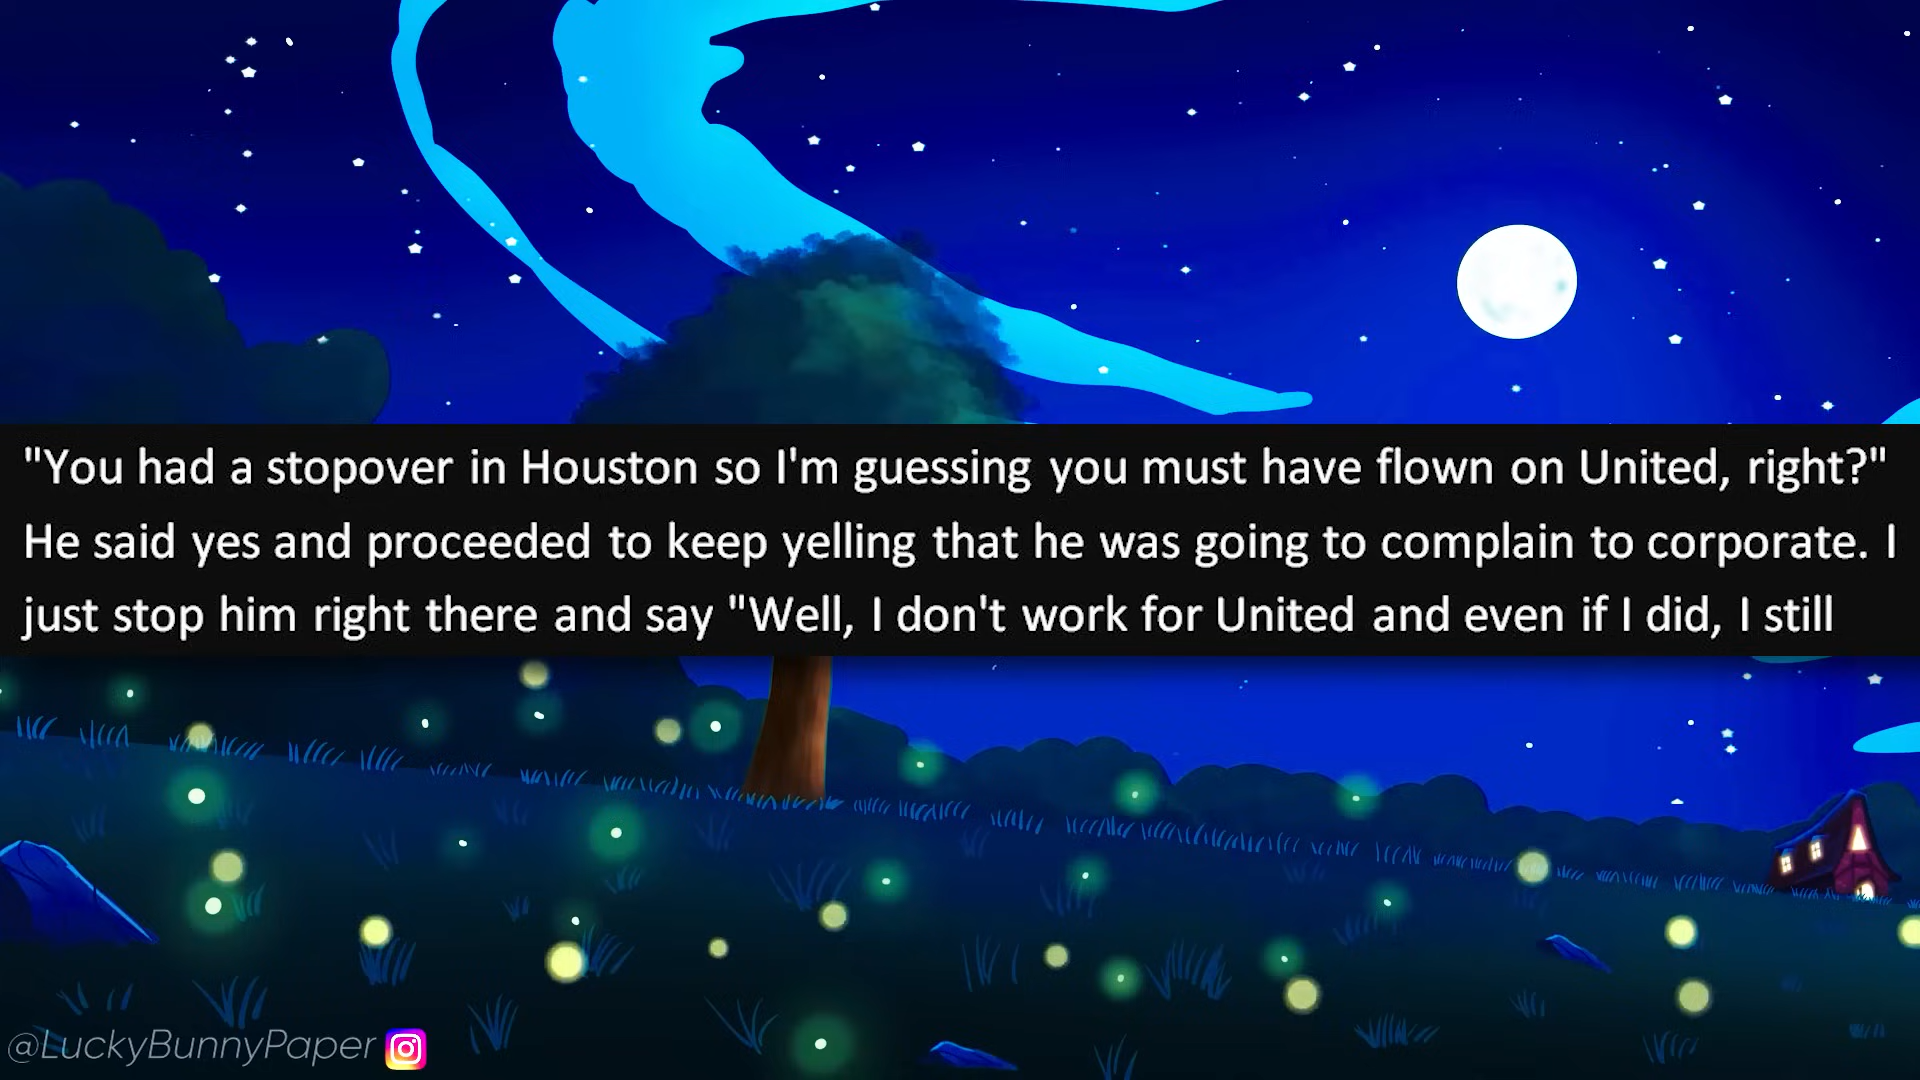 "You had a stopover in Houston so I'm guessing you must have flown on United, right?"
He said yes and proceeded to keep yelling that he was going to complain to corporate. I
just stop him right there and say "Well, I don't work for United and even if I did, I still
@LuckyBunnyPaper